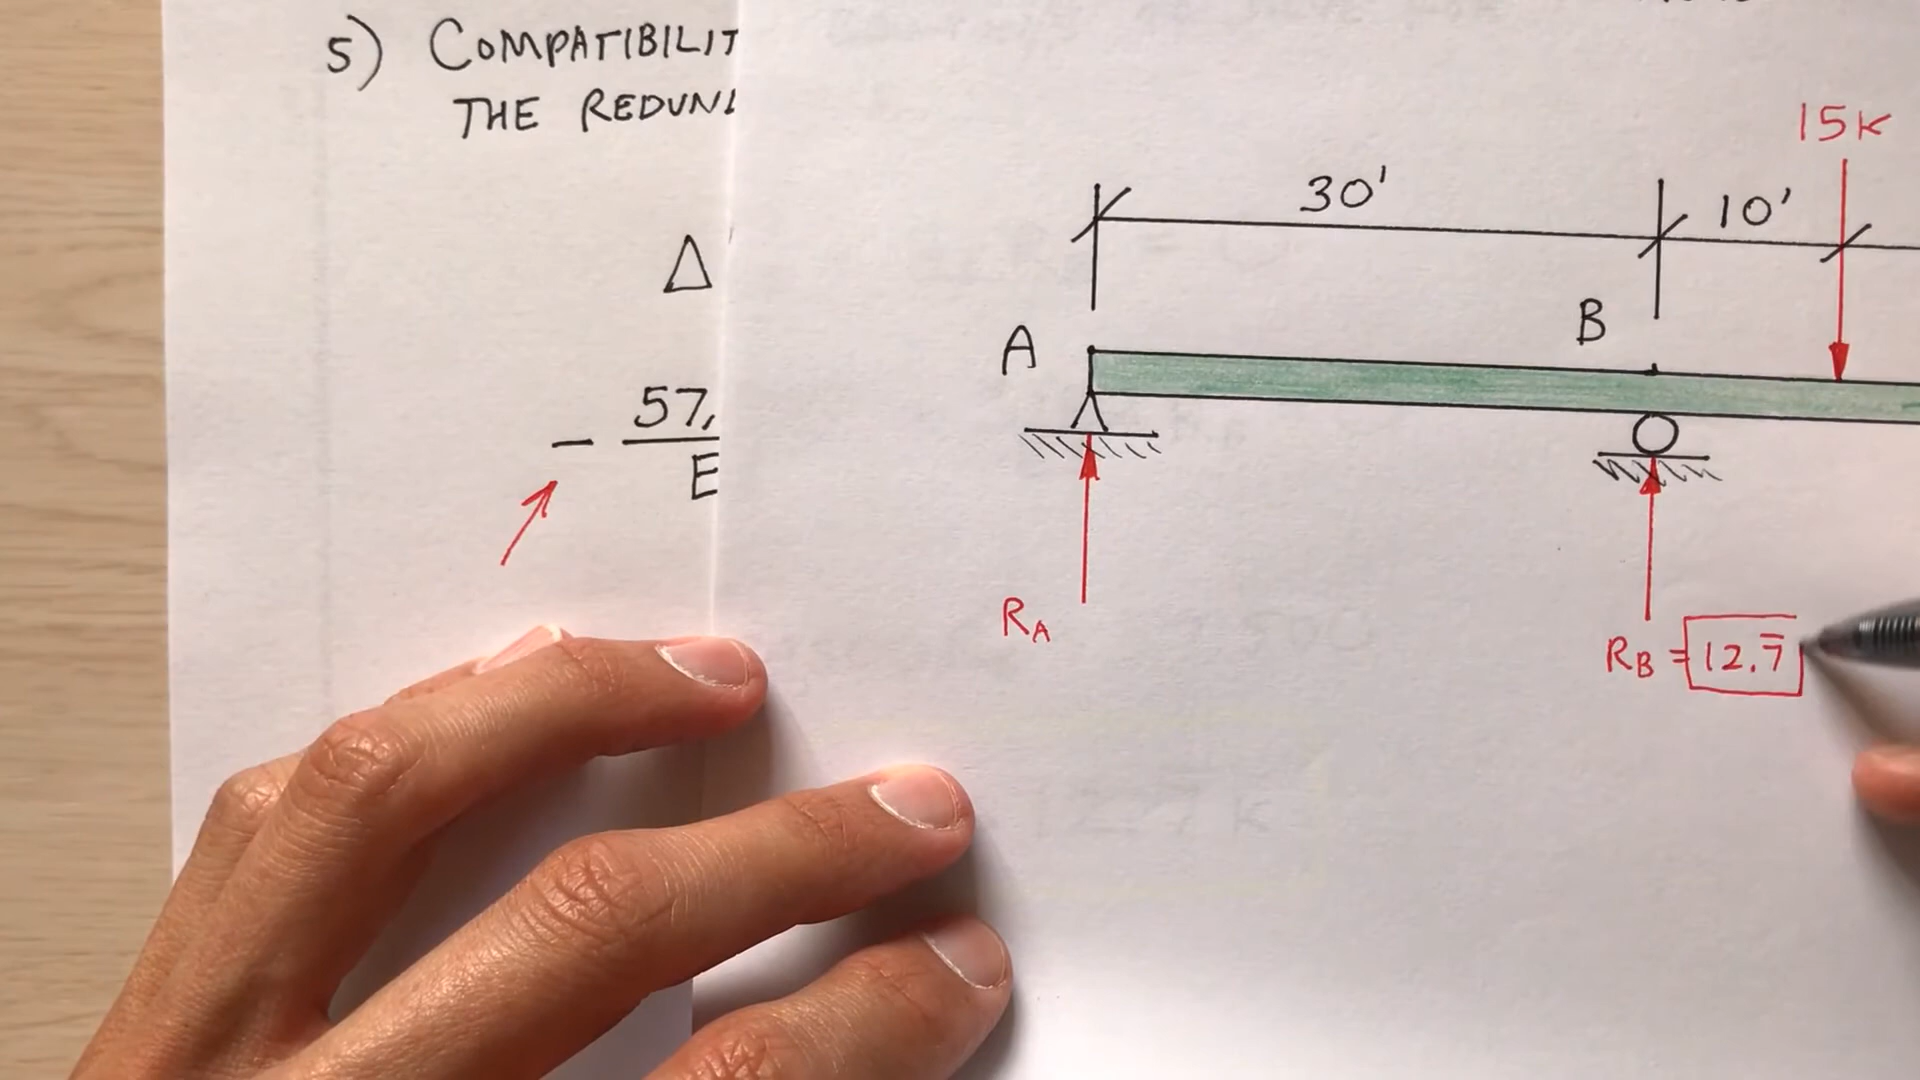 5) COMPATIBILIT
THE REDUN
Δ
- 57,
E
15K
30'
10'
A
B
RA
RB = 12.7